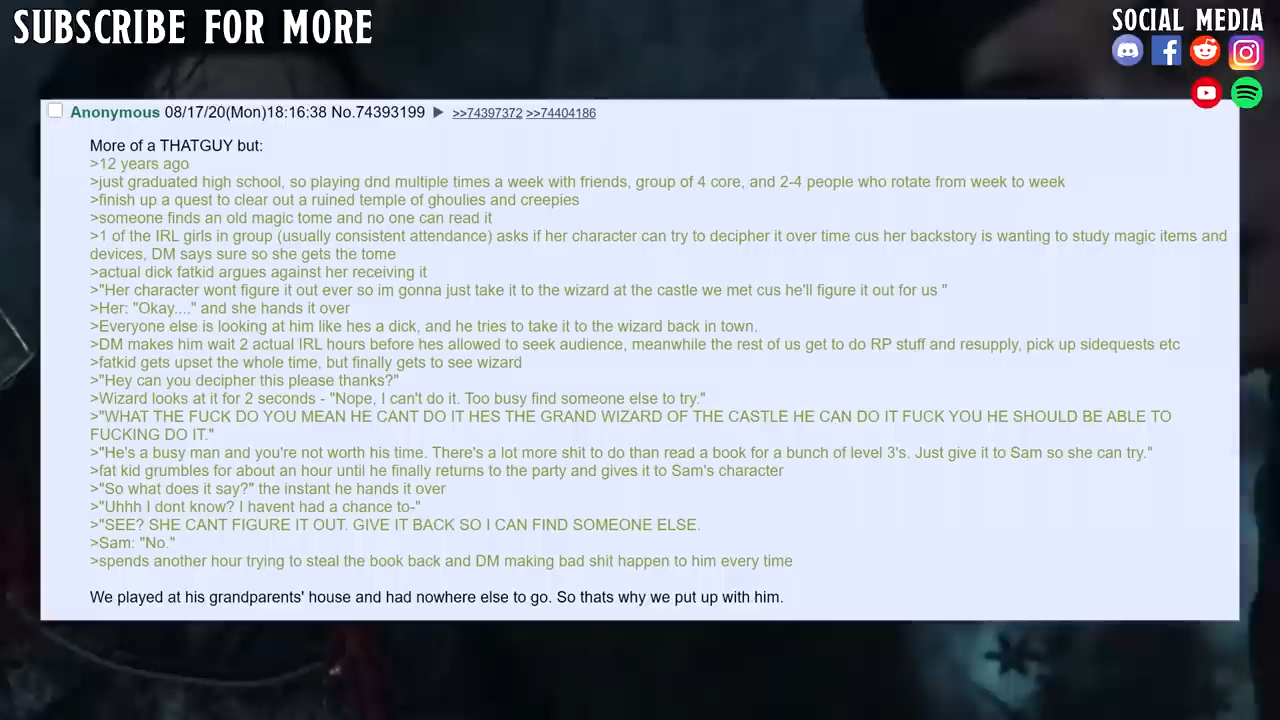 SUBSCRIBE FOR MORE
SOCIAL MEDIA
Anonymous 08/17/20(Mon)18:16:38 No.74393199 ▶ >>74397372 >>74404186
More of a THATGUY but:
>12 years ago
>just graduated high school, so playing dnd multiple times a week with friends, group of 4 core, and 2-4 people who rotate from week to week
>finish up a quest to clear out a ruined temple of ghoulies and creepies
>someone finds an old magic tome and no one can read it
>1 of the IRL girls in group (usually consistent attendance) asks if her character can try to decipher it over time cus her backstory is wanting to study magic items and
devices, DM says sure so she gets the tome
>actual dick fatkid argues against her receiving it
>"Her character wont figure it out ever so im gonna just take it to the wizard at the castle we met cus he'll figure it out for us "
>Her: "Okay...." and she hands it over
>Everyone else is looking at him like hes a dick, and he tries to take it to the wizard back in town.
>DM makes him wait 2 actual IRL hours before hes allowed to seek audience, meanwhile the rest of us get to do RP stuff and resupply, pick up sidequests etc
>fatkid gets upset the whole time, but finally gets to see wizard
>"Hey can you decipher this please thanks?"
>Wizard looks at it for 2 seconds - "Nope, I can't do it. Too busy find someone else to try."
>"WHAT THE FUCK DO YOU MEAN HE CANT DO IT HES THE GRAND WIZARD OF THE CASTLE HE CAN DO IT FUCK YOU HE SHOULD BE ABLE TO
FUCKING DO IT."
>"He's a busy man and you're not worth his time. There's a lot more shit to do than read a book for a bunch of level 3's. Just give it to Sam so she can try."
>fat kid grumbles for about an hour until he finally returns to the party and gives it to Sam's character
>"So what does it say?" the instant he hands it over
>"Uhhh I dont know? I havent had a chance to-"
>"SEE? SHE CANT FIGURE IT OUT. GIVE IT BACK SO I CAN FIND SOMEONE ELSE.
>Sam: "No."
>spends another hour trying to steal the book back and DM making bad shit happen to him every time
We played at his grandparents' house and had nowhere else to go. So thats why we put up with him.